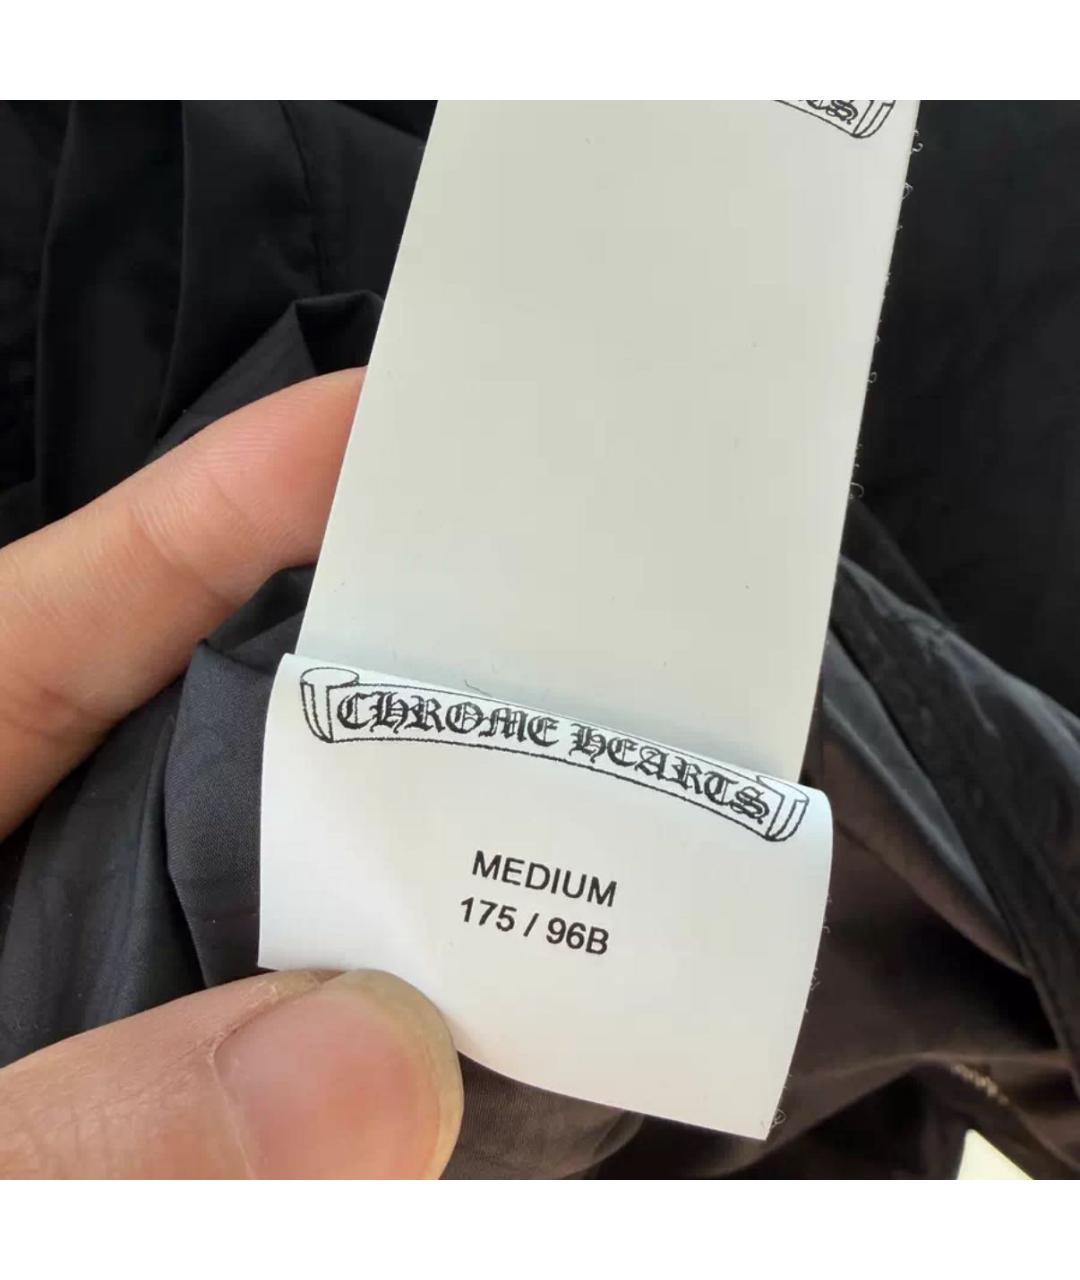 CHROME HEARTS
MEDIUM
175 / 96B